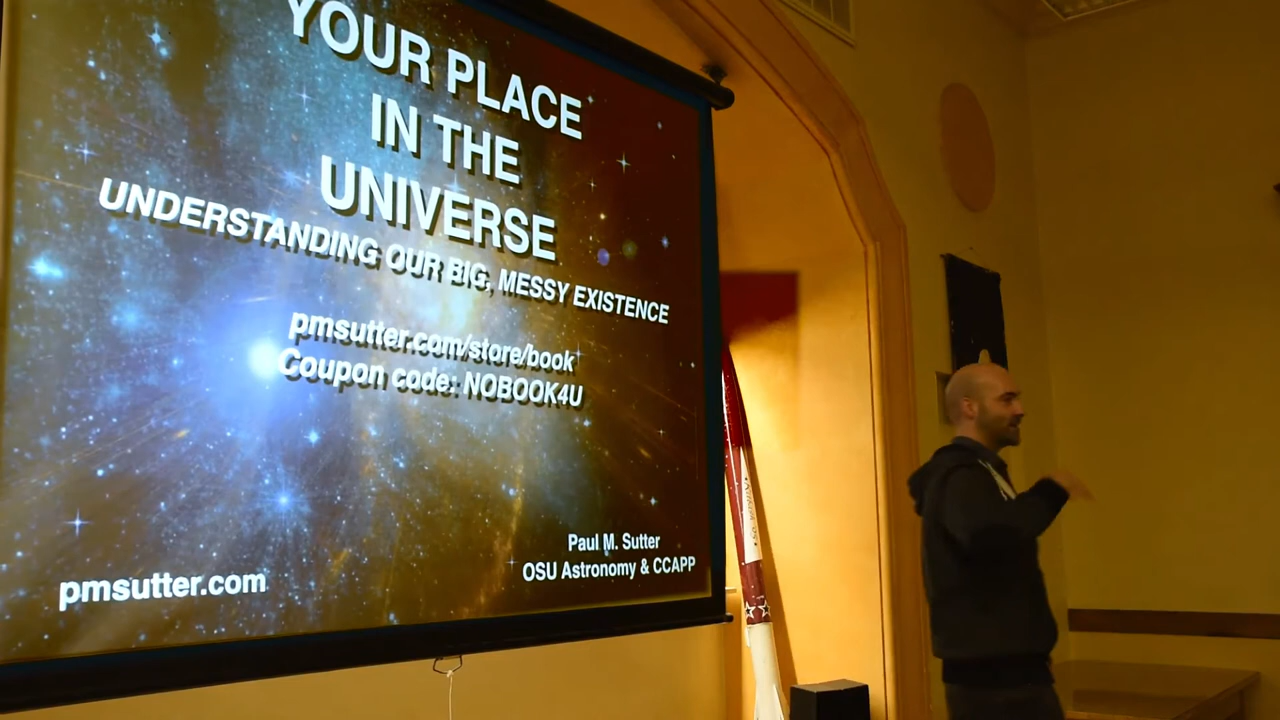 YOUR PLACE
IN THE
UNIVERSE
UNDERSTANDING OUR BIG, MESSY EXISTENCE
pmsutter.com/store/book
Coupon code: NOBOOK4U
Paul M. Sutter
OSU Astronomy & CCAPP
pmsutter.com